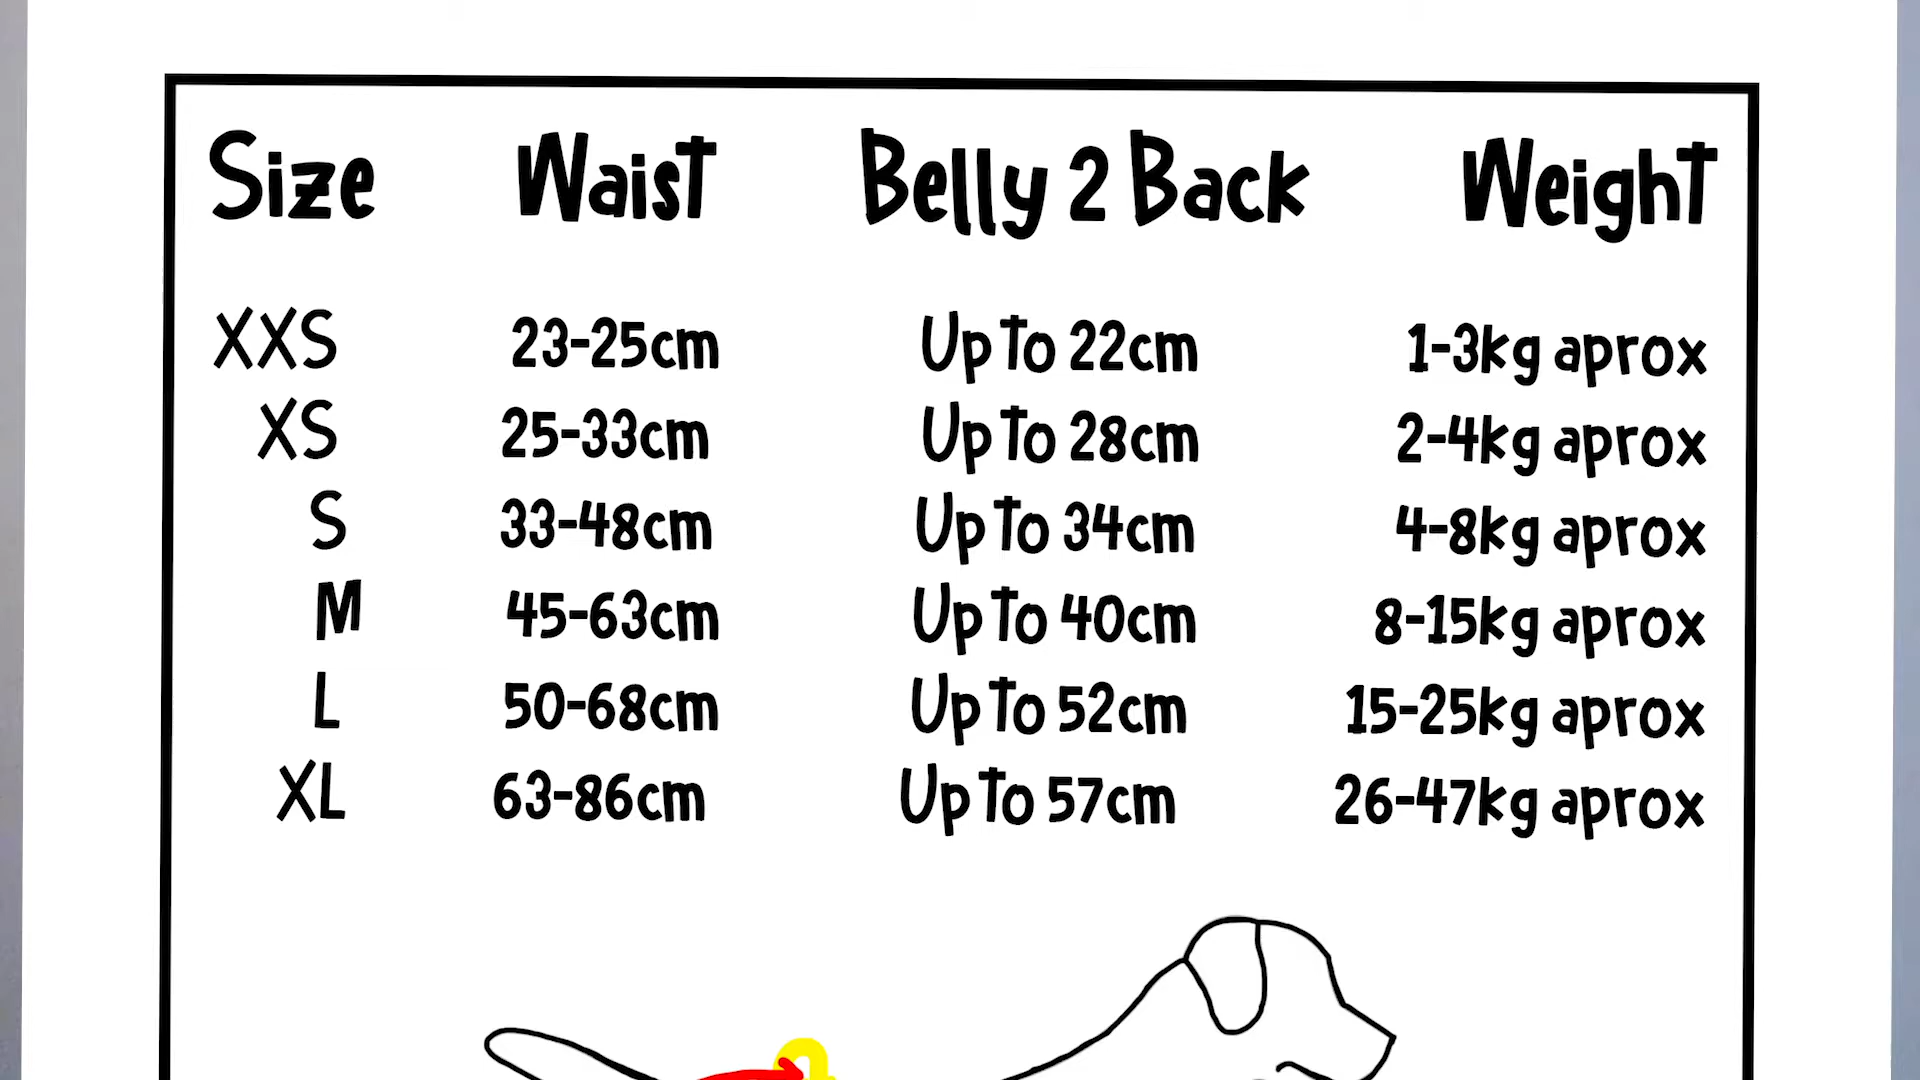 Size Waist Belly 2 Back Weight
XXS 23-25cm Up To 22cm 1-3kg aprox
XS 25-33cm Up To 28cm 2-4kg aprox
S 33-48cm Up To 34cm 4-8kg aprox
M 45-63cm Up To 40cm 8-15kg aprox
L 50-68cm Up To 52cm 15-25kg aprox
XL 63-86cm Up To 57cm 26-47kg aprox